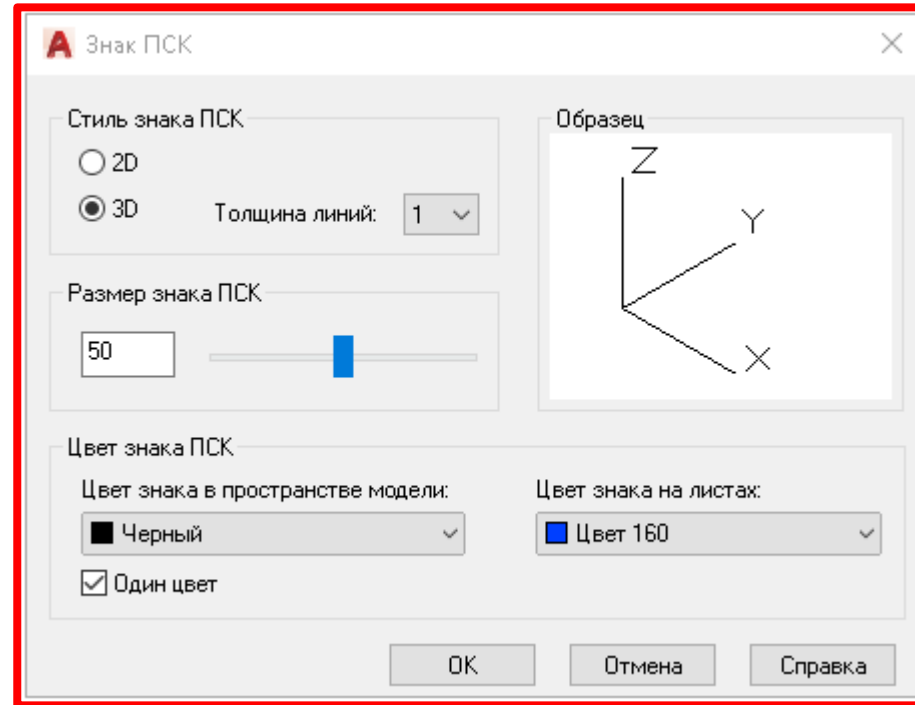 Знак ПСК
Стиль знака ПСК
2D
3D
Толщина линий:
1
Образец
Z
Y
X
Размер знака ПСК
50
Цвет знака ПСК
Цвет знака в пространстве модели:
Черный
Один цвет
Цвет знака на листах:
Цвет 160
OK
Отмена
Справка